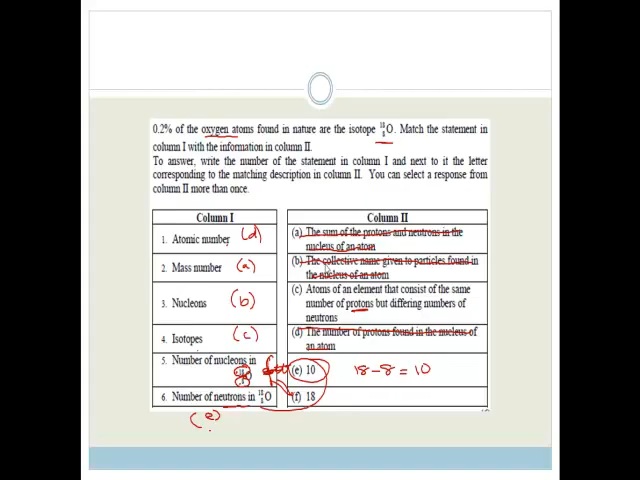 0.2% of the oxygen atoms found in nature are the isotope ¹⁸₈O. Match the statement in
column I with the information in column II.
To answer, write the number of the statement in column I and next to it the letter
corresponding to the matching description in column II. You can select a response from
column II more than once.
Column I Column II
1. Atomic number (d)
(a) The sum of the protons and neutrons in the
nucleus of an atom
2. Mass number (a)
(b) The collective name given to particles found in
the nucleus of an atom
3. Nucleons (b)
(c) Atoms of an element that consist of the same
number of protons but differing numbers of
neutrons
4. Isotopes (c)
(d) The number of protons found in the nucleus of
an atom
5. Number of nucleons in
f
(e) 10 18-8=10
6. Number of neutrons in ¹⁸₈O (f) 18
(e)